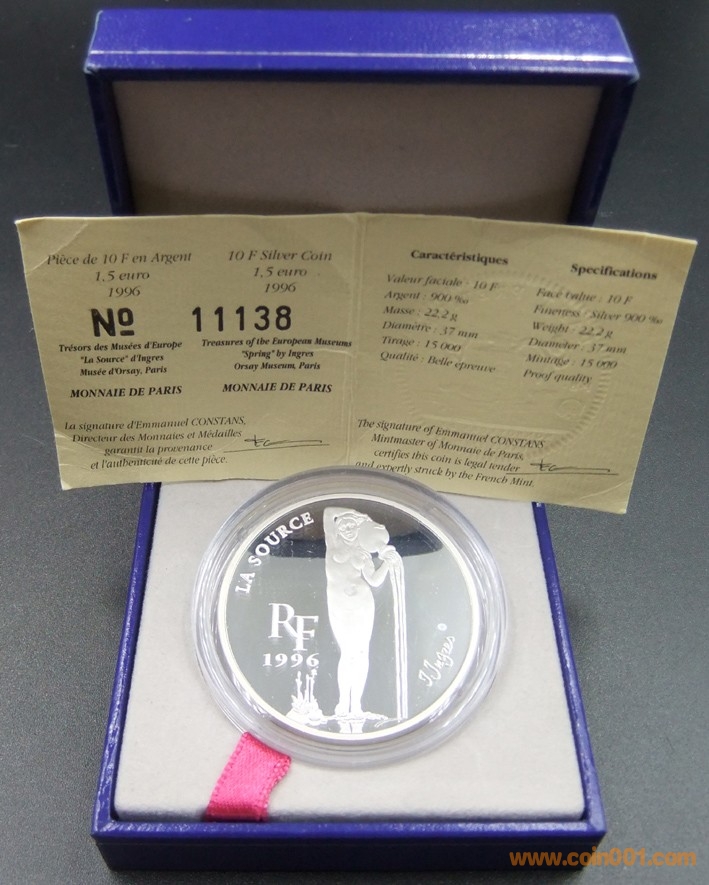 Pièce de 10 F en Argent
1,5 euro
1996
10 F Silver Coin
1,5 euro
1996
Nº 11138
Trésors des Musées d'Europe
"La Source" d'Ingres
Musée d'Orsay, Paris
MONNAIE DE PARIS
Treasures of the European Museums
"Spring" by Ingres
Orsay Museum, Paris
MONNAIE DE PARIS
La signature d'Emmanuel CONSTANS,
Directeur des Monnaies et Médailles
garantit la provenance
et l'authenticité de cette pièce.
Caractéristiques
Valeur faciale : 10 F
Argent : 900 ‰
Masse : 22,2 g
Diamètre : 37 mm
Tirage : 15 000
Qualité : Belle epreuve
Specifications
Face value : 10 F
Fineness : Silver 900 ‰
Weight : 22,2 g
Diameter : 37 mm
Mintage : 15 000
Proof quality
The signature of Emmanuel CONSTANS,
Mintmaster of Monnaie de Paris,
certifies this coin is legal tender
and expertly struck by the French Mint.
LA SOURCE
RF
1996
J. Ingres
www.coin001.com